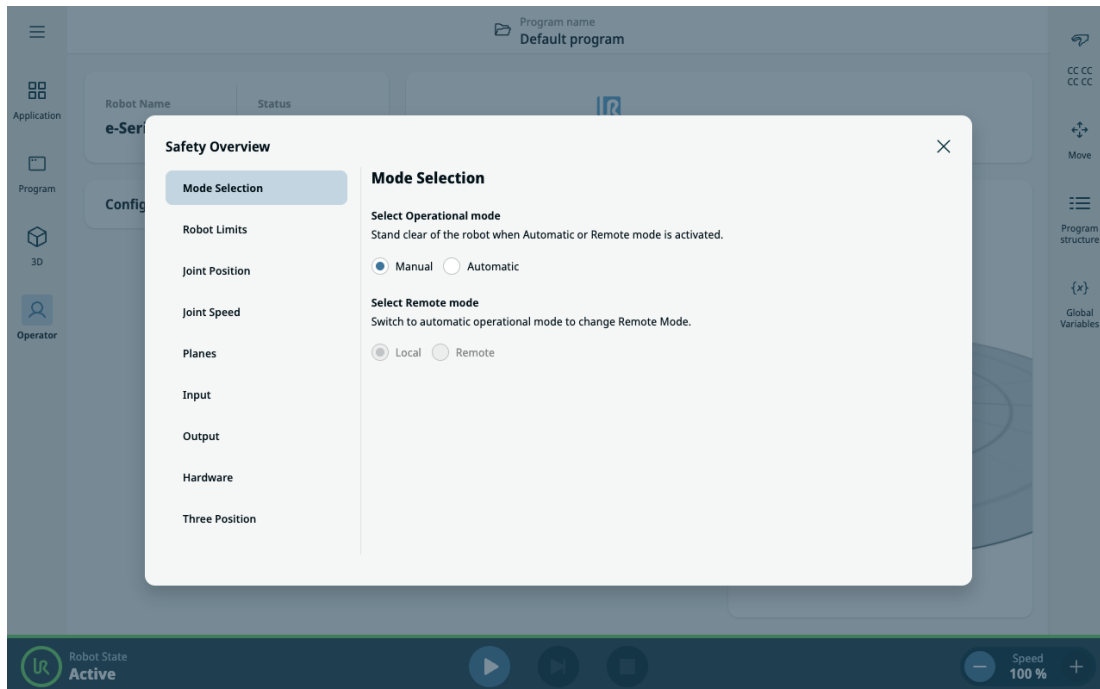 Program name
Default program
CC CC
CC CC
Application
Robot Name
Status
e-Seri
Safety Overview
Mode Selection
Mode Selection
Select Operational mode
Stand clear of the robot when Automatic or Remote mode is activated.
Manual
Automatic
Select Remote mode
Switch to automatic operational mode to change Remote Mode.
Local
Remote
Robot Limits
Joint Position
Joint Speed
Planes
Input
Output
Hardware
Three Position
Program
Config
3D
Operator
Move
Program
structure
{x}
Global
Variables
Robot State
Active
Speed
100 %